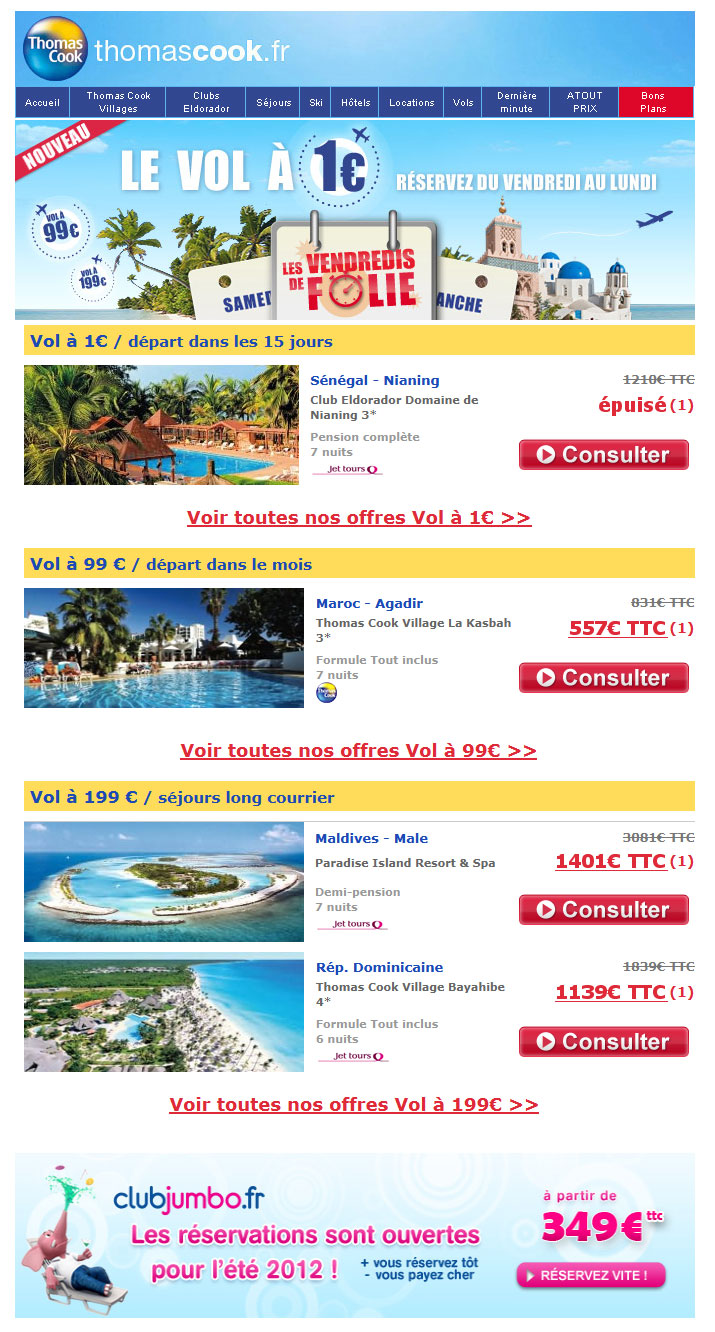 Thomas Cook
thomascook.fr
Accueil
Thomas Cook Villages
Clubs Eldorador
Séjours
Ski
Hôtels
Locations
Vols
Dernière minute
ATOUT PRIX
Bons Plans
NOUVEAU
LE VOL À 1€
RÉSERVEZ DU VENDREDI AU LUNDI
VOL À
99€
VOL À
199€
SAMED
LES VENDREDIS
DE FOLIE
ANCHE
Vol à 1€ / départ dans les 15 jours
Sénégal - Nianing
1210€ TTC
Club Eldorador Domaine de
Nianing 3*
épuisé (1)
Pension complète
7 nuits
Jet tours
Consulter
Voir toutes nos offres Vol à 1€ >>
Vol à 99 € / départ dans le mois
Maroc - Agadir
831€ TTC
Thomas Cook Village La Kasbah
3*
557€ TTC (1)
Formule Tout inclus
7 nuits
Thomas Cook
Consulter
Voir toutes nos offres Vol à 99€ >>
Vol à 199 € / séjours long courrier
Maldives - Male
3081€ TTC
Paradise Island Resort & Spa
1401€ TTC (1)
Demi-pension
7 nuits
Jet tours
Consulter
Rép. Dominicaine
1839€ TTC
Thomas Cook Village Bayahibe
4*
1139€ TTC (1)
Formule Tout inclus
6 nuits
Jet tours
Consulter
Voir toutes nos offres Vol à 199€ >>
clubjumbo.fr
Les réservations sont ouvertes
pour l'été 2012 !
+ vous réservez tôt
- vous payez cher
à partir de
349€ ttc
RÉSERVEZ VITE !